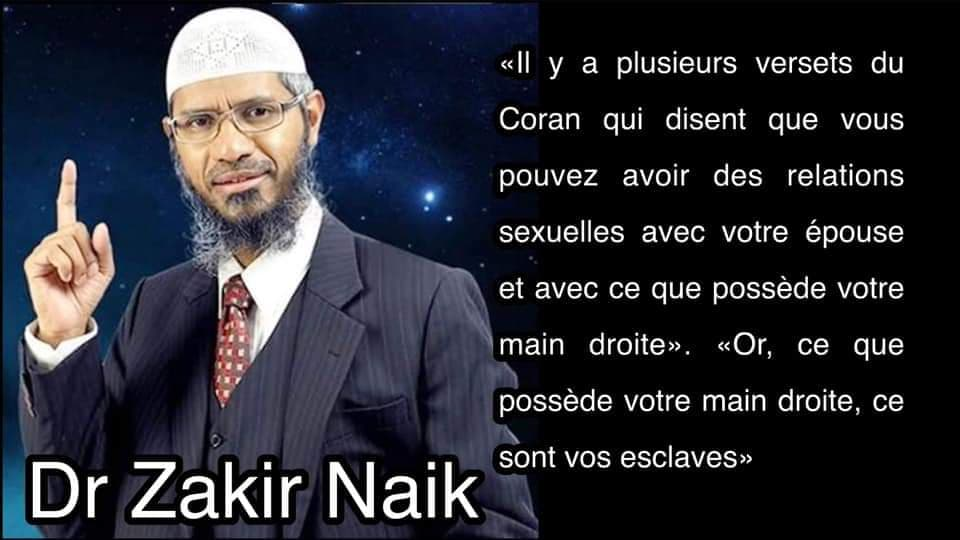 «Il y a plusieurs versets du
Coran qui disent que vous
pouvez avoir des relations
sexuelles avec votre épouse
et avec ce que possède votre
main droite». «Or, ce que
possède votre main droite, ce
sont vos esclaves»
Dr Zakir Naik